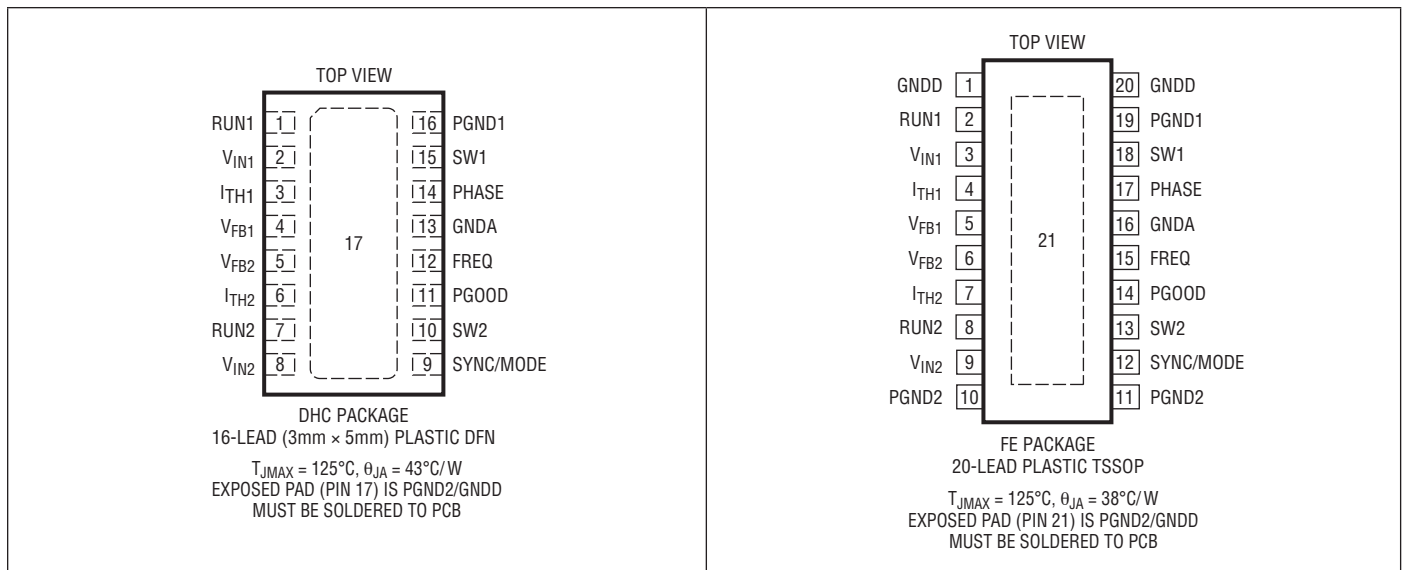 TOP VIEW
RUN1 1 16 PGND1
VIN1 2 15 SW1
ITH1 3 14 PHASE
VFB1 4 13 GNDA
17
VFB2 5 12 FREQ
ITH2 6 11 PGOOD
RUN2 7 10 SW2
VIN2 8 9 SYNC/MODE
DHC PACKAGE
16-LEAD (3mm × 5mm) PLASTIC DFN
TJMAX = 125°C, θJA = 43°C/W
EXPOSED PAD (PIN 17) IS PGND2/GNDD
MUST BE SOLDERED TO PCB
TOP VIEW
GNDD 1 20 GNDD
RUN1 2 19 PGND1
VIN1 3 18 SW1
ITH1 4 17 PHASE
VFB1 5 16 GNDA
21
VFB2 6 15 FREQ
ITH2 7 14 PGOOD
RUN2 8 13 SW2
VIN2 9 12 SYNC/MODE
PGND2 10 11 PGND2
FE PACKAGE
20-LEAD PLASTIC TSSOP
TJMAX = 125°C, θJA = 38°C/W
EXPOSED PAD (PIN 21) IS PGND2/GNDD
MUST BE SOLDERED TO PCB